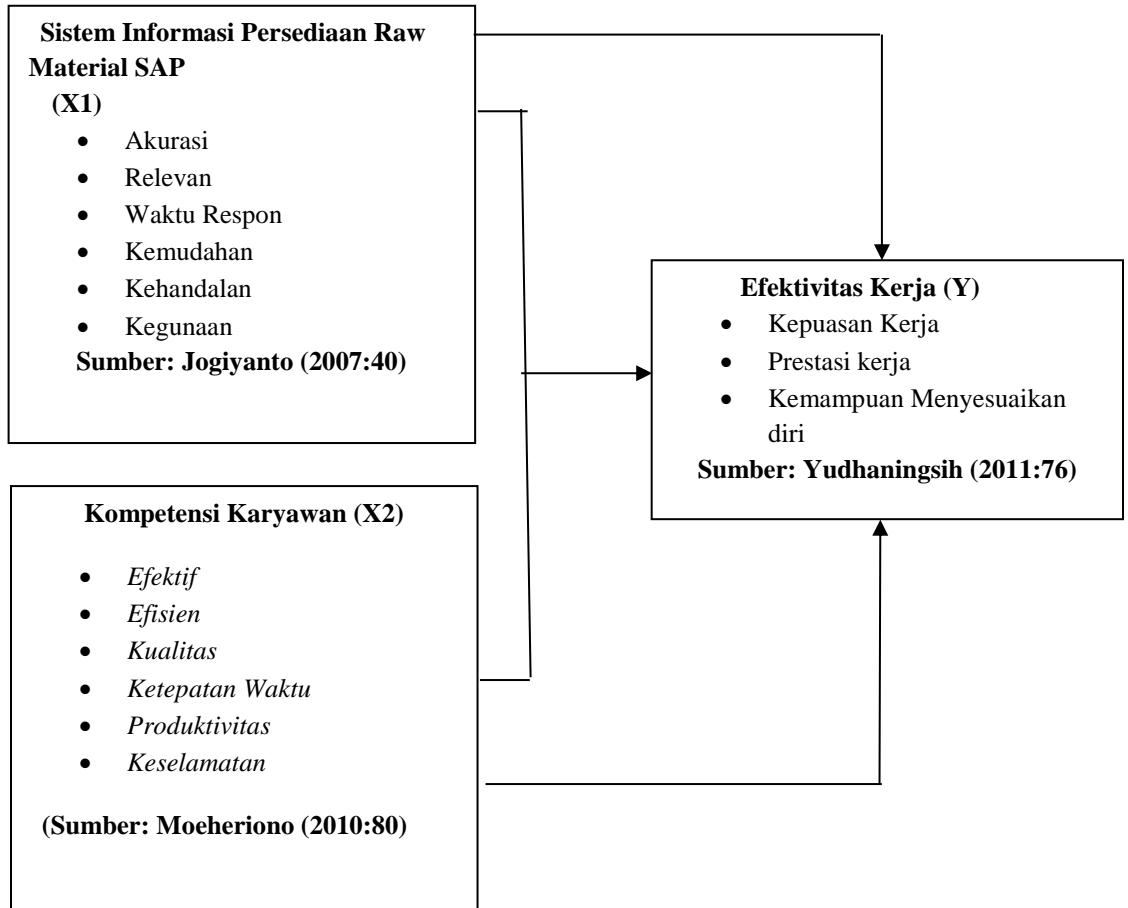 Sistem Informasi Persediaan Raw
Material SAP
(X1)
• Akurasi
• Relevan
• Waktu Respon
• Kemudahan
• Kehandalan
• Kegunaan
Sumber: Jogiyanto (2007:40)
Efektivitas Kerja (Y)
• Kepuasan Kerja
• Prestasi kerja
• Kemampuan Menyesuaikan
diri
Sumber: Yudhaningsih (2011:76)
Kompetensi Karyawan (X2)
• Efektif
• Efisien
• Kualitas
• Ketepatan Waktu
• Produktivitas
• Keselamatan
(Sumber: Moeheriono (2010:80)